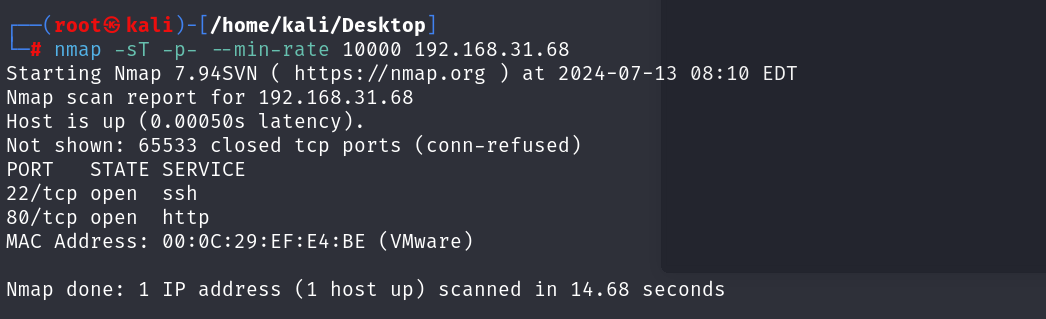 ┌──(root㉿kali)-[/home/kali/Desktop]
└─# nmap -sT -p- --min-rate 10000 192.168.31.68
Starting Nmap 7.94SVN ( https://nmap.org ) at 2024-07-13 08:10 EDT
Nmap scan report for 192.168.31.68
Host is up (0.00050s latency).
Not shown: 65533 closed tcp ports (conn-refused)
PORT   STATE SERVICE
22/tcp open  ssh
80/tcp open  http
MAC Address: 00:0C:29:EF:E4:BE (VMware)
Nmap done: 1 IP address (1 host up) scanned in 14.68 seconds